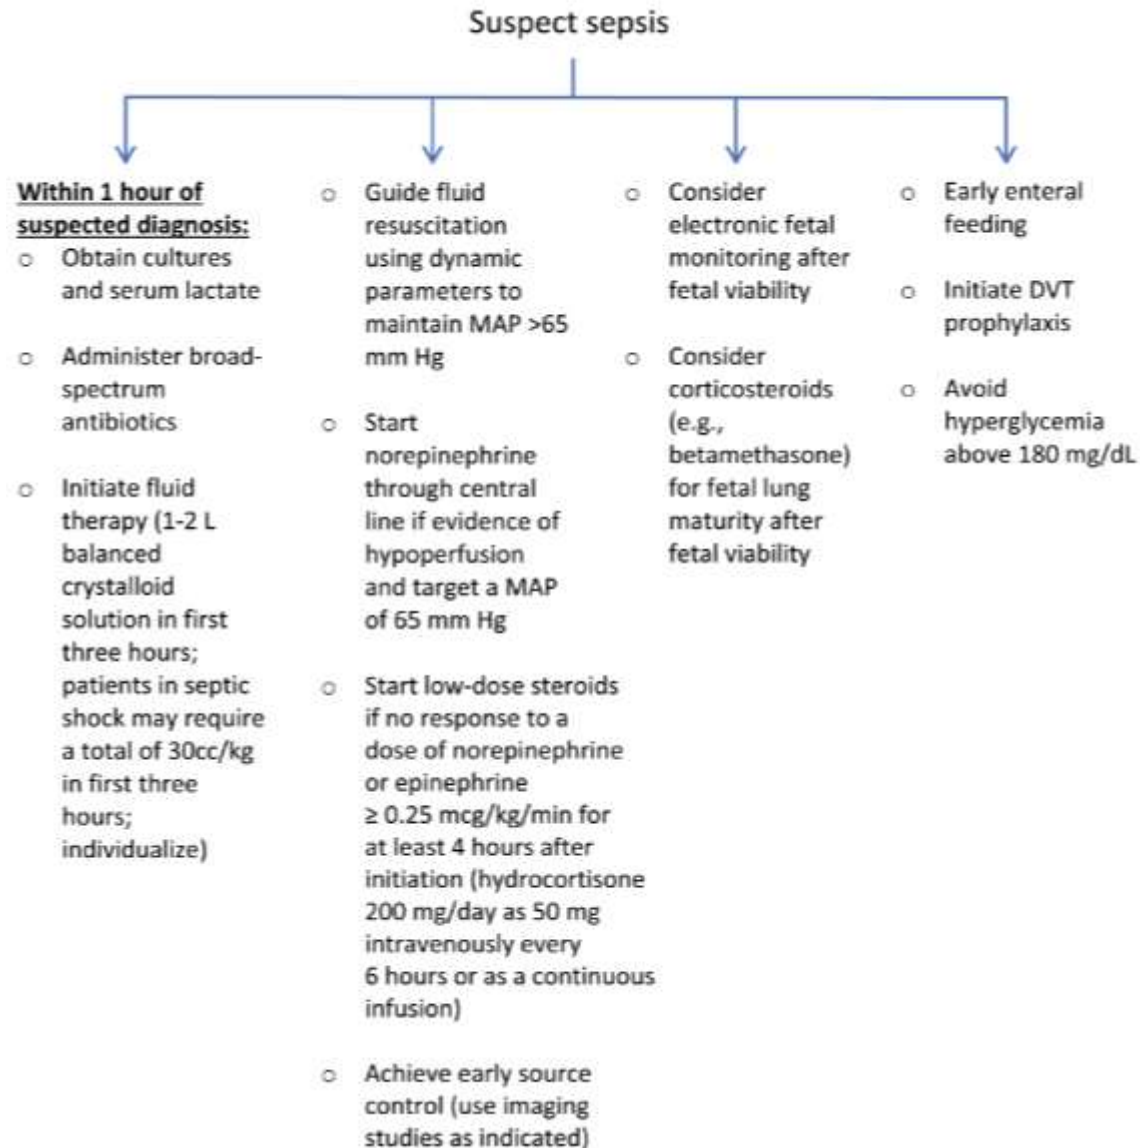 Suspect sepsis
Within 1 hour of
suspected diagnosis:
o Obtain cultures
and serum lactate
o Administer broad-
spectrum
antibiotics
o Initiate fluid
therapy (1-2 L
balanced
crystalloid
solution in first
three hours;
patients in septic
shock may require
a total of 30cc/kg
in first three
hours;
individualize)
o Guide fluid
resuscitation
using dynamic
parameters to
maintain MAP >65
mm Hg
o Start
norepinephrine
through central
line if evidence of
hypoperfusion
and target a MAP
of 65 mm Hg
o Start low-dose steroids
if no response to a
dose of norepinephrine
or epinephrine
≥ 0.25 mcg/kg/min for
at least 4 hours after
initiation (hydrocortisone
200 mg/day as 50 mg
intravenously every
6 hours or as a continuous
infusion)
o Achieve early source
control (use imaging
studies as indicated)
o Consider
electronic fetal
monitoring after
fetal viability
o Consider
corticosteroids
(e.g.,
betamethasone)
for fetal lung
maturity after
fetal viability
o Early enteral
feeding
o Initiate DVT
prophylaxis
o Avoid
hyperglycemia
above 180 mg/dL